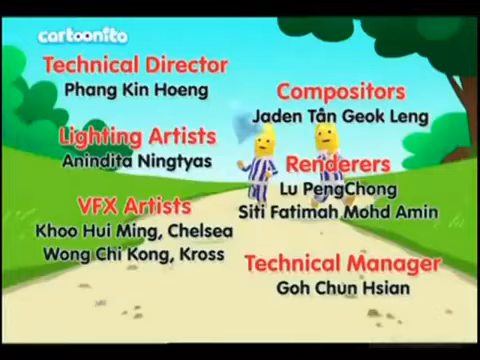 cartoonito
Technical Director
Phang Kin Hoeng
Lighting Artists
Anindita Ningtyas
VFX Artists
Khoo Hui Ming, Chelsea
Wong Chi Kong, Kross
Compositors
Jaden Tan Geok Leng
Renderers
Lu PengChong
Siti Fatimah Mohd Amin
Technical Manager
Goh Chun Hsian